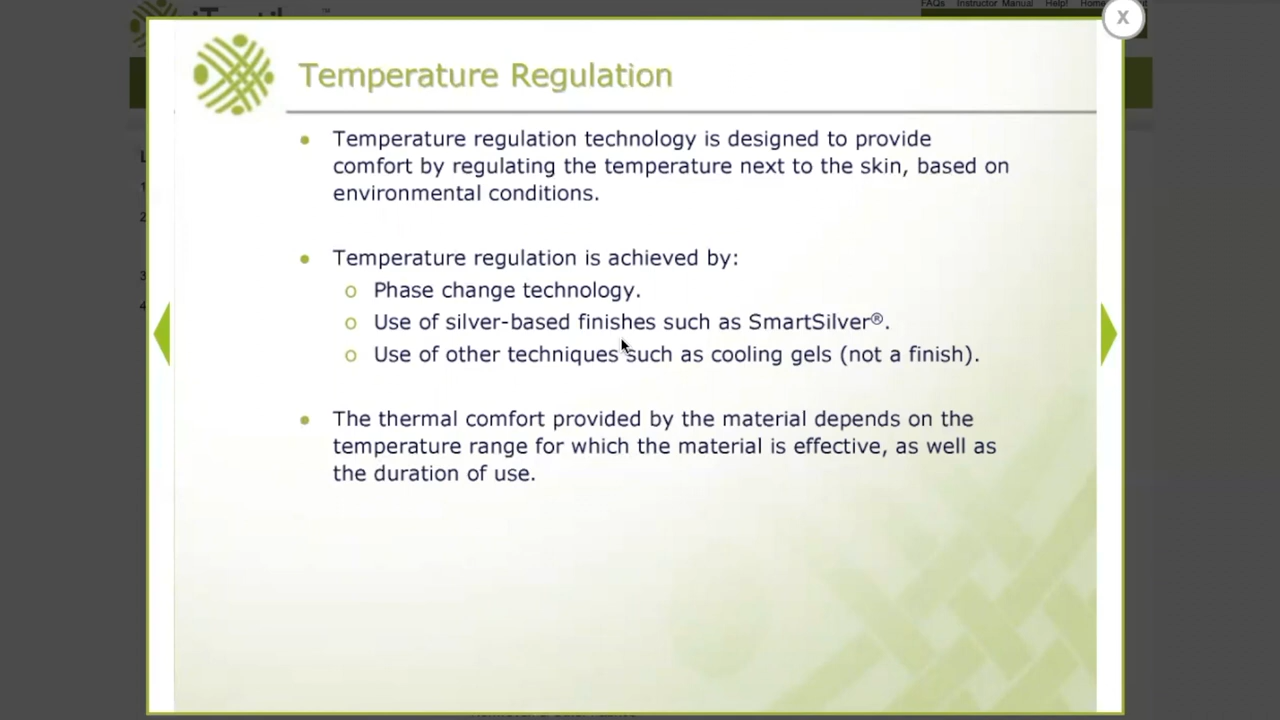 FAQs Instructor Manual Help! Home
X
Temperature Regulation
Temperature regulation technology is designed to provide
comfort by regulating the temperature next to the skin, based on
environmental conditions.
Temperature regulation is achieved by:
o Phase change technology.
o Use of silver-based finishes such as SmartSilver®.
o Use of other techniques such as cooling gels (not a finish).
The thermal comfort provided by the material depends on the
temperature range for which the material is effective, as well as
the duration of use.